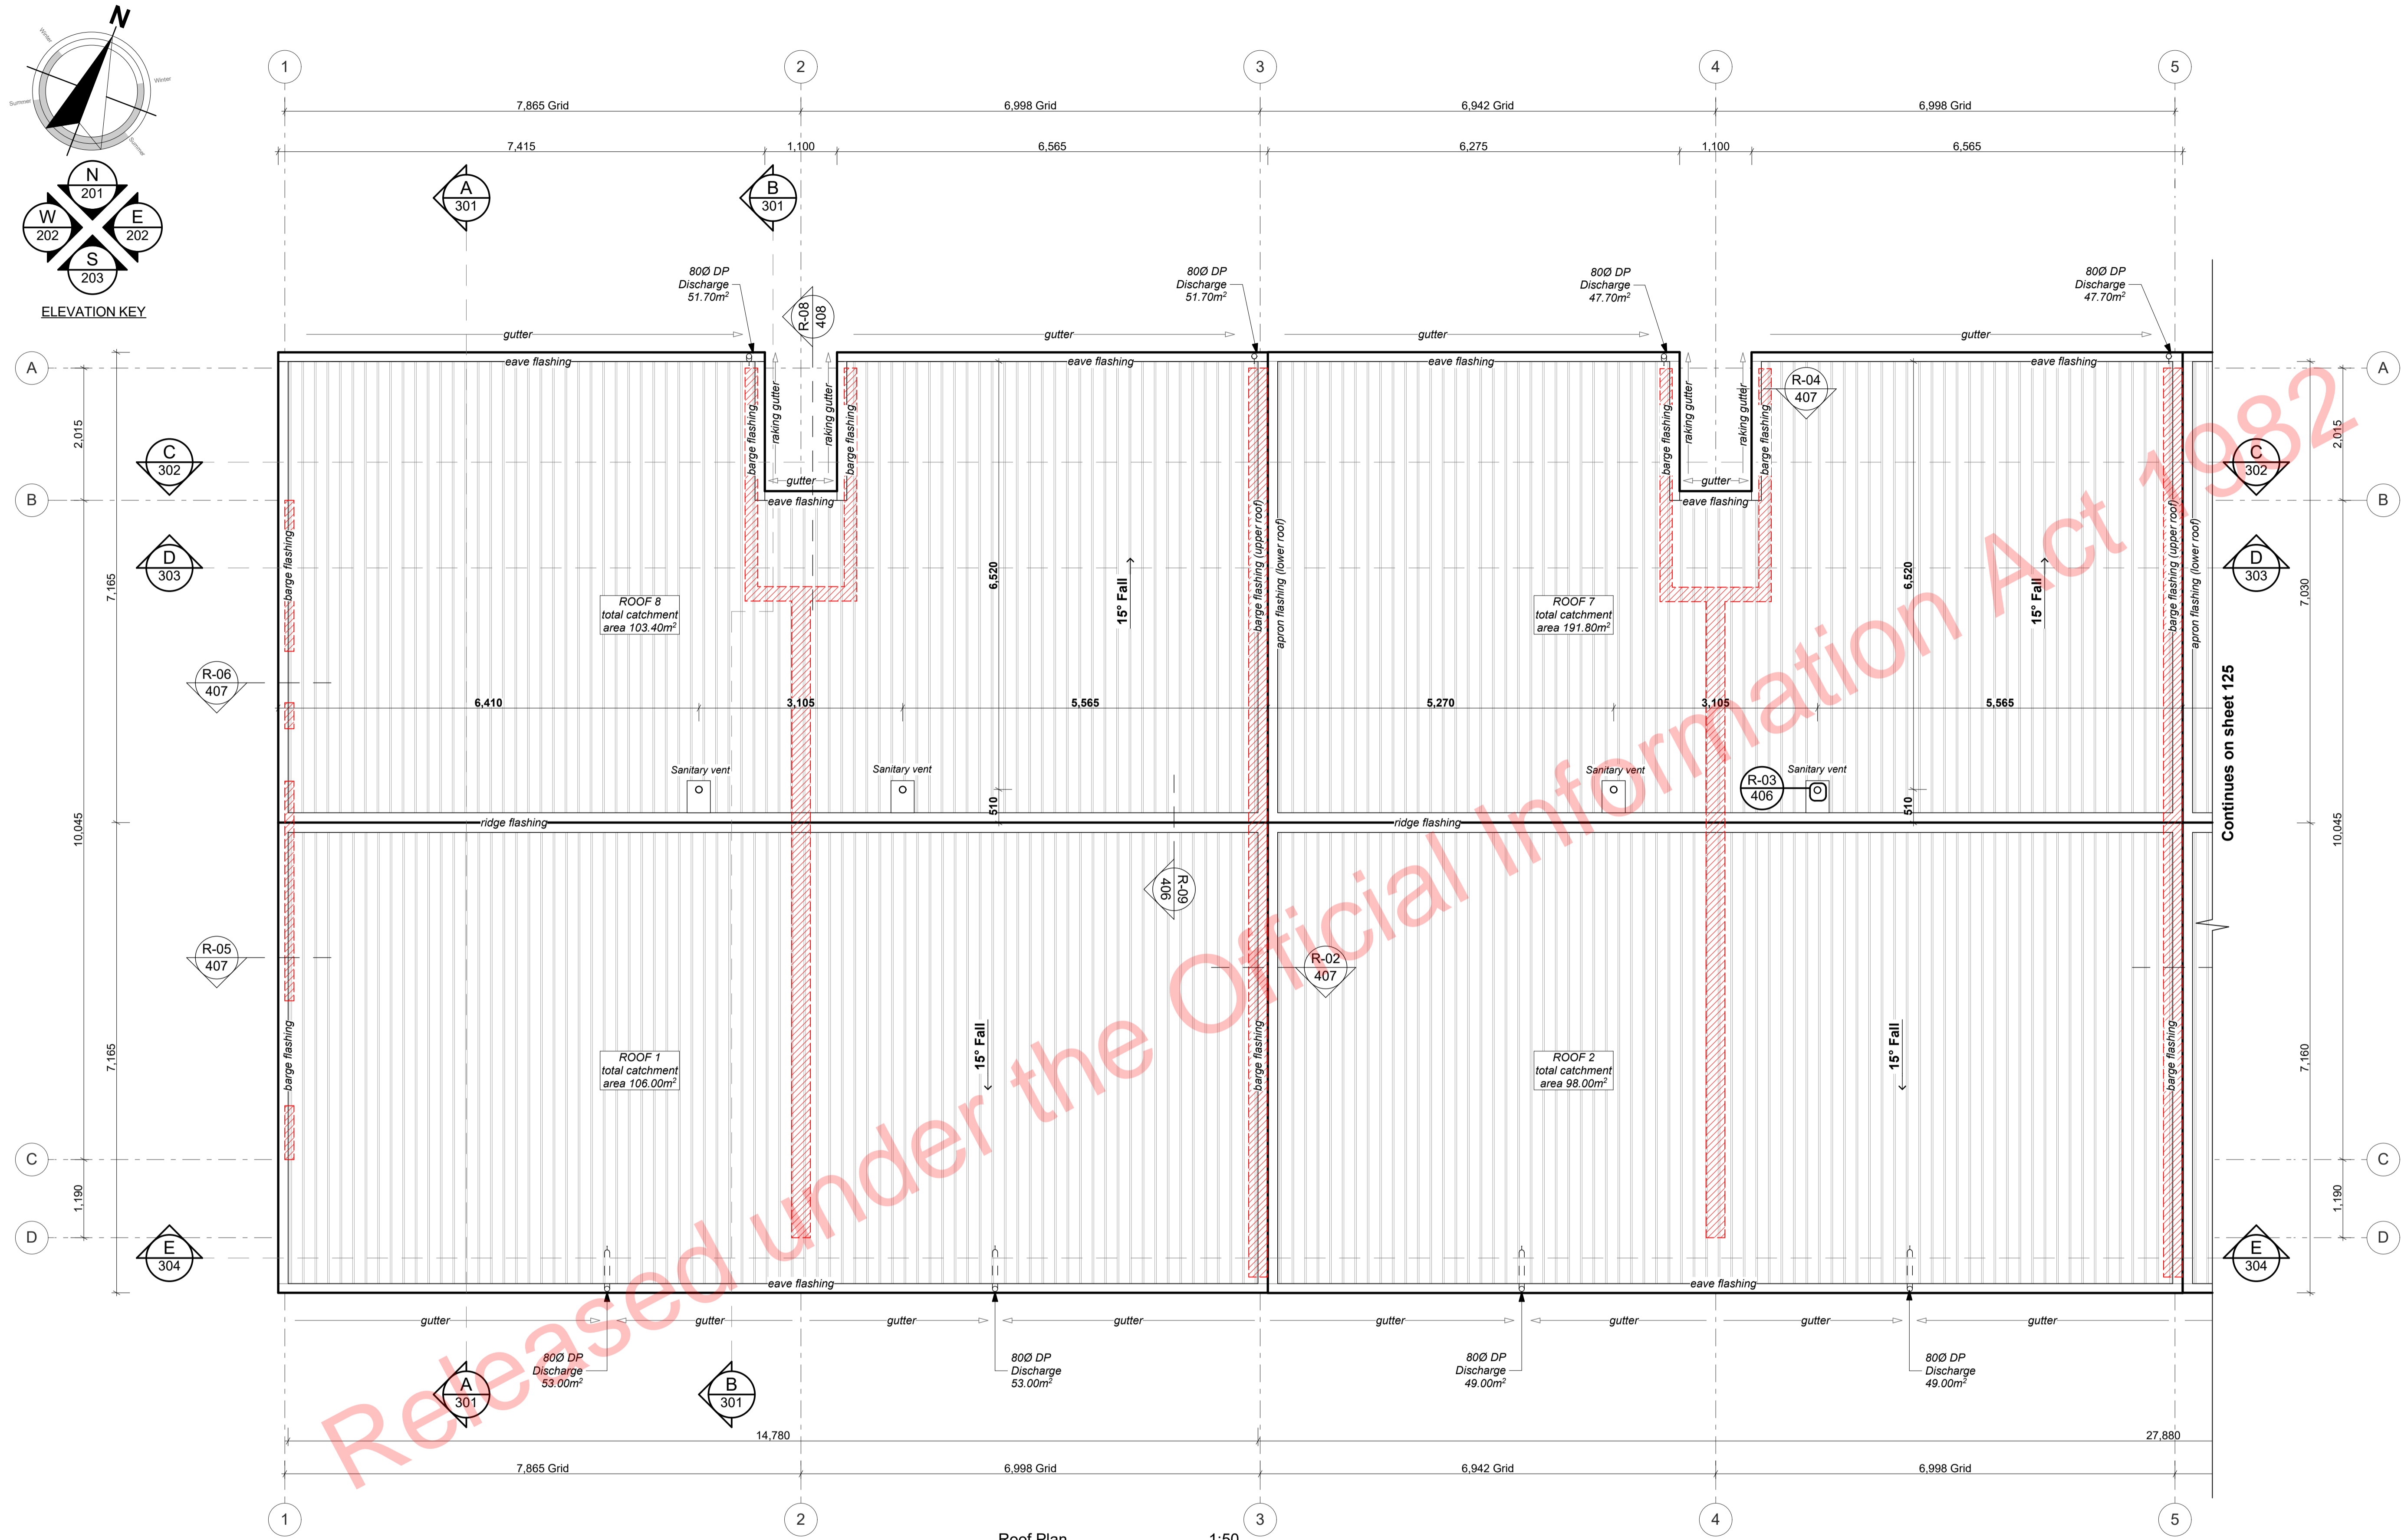 N
Winter
Winter
Summer
Summer
N
201
W
202
E
202
S
203
ELEVATION KEY
1
2
3
4
5
7,865 Grid
6,998 Grid
6,942 Grid
6,998 Grid
7,415
1,100
6,565
6,275
1,100
6,565
A
301
B
301
80Ø DP
Discharge
51.70m²
R-08
408
80Ø DP
Discharge
51.70m²
80Ø DP
Discharge
47.70m²
80Ø DP
Discharge
47.70m²
gutter
gutter
gutter
gutter
eave flashing
eave flashing
eave flashing
eave flashing
A
A
2,015
2,015
barge flashing
raking gutter
raking gutter
barge flashing
barge flashing
raking gutter
raking gutter
barge flashing
R-04
407
C
302
C
302
gutter
eave flashing
gutter
eave flashing
B
B
D
303
D
303
barge flashing
7,165
6,520
15° Fall
barge flashing (upper roof)
apron flashing (lower roof)
6,520
15° Fall
barge flashing (upper roof)
apron flashing (lower roof)
7,030
ROOF 8
total catchment
area 103.40m²
ROOF 7
total catchment
area 191.80m²
R-06
407
6,410
3,105
5,565
5,270
3,105
5,565
Continues on sheet 125
Sanitary vent
Sanitary vent
Sanitary vent
Sanitary vent
R-03
406
510
510
ridge flashing
ridge flashing
10,045
10,045
R-09
406
R-05
407
R-02
407
barge flashing
7,165
ROOF 1
total catchment
area 106.00m²
15° Fall
barge flashing
ROOF 2
total catchment
area 98.00m²
15° Fall
barge flashing
7,160
C
C
1,190
1,190
D
D
E
304
E
304
eave flashing
eave flashing
gutter
gutter
gutter
gutter
gutter
gutter
gutter
gutter
80Ø DP
Discharge
53.00m²
80Ø DP
Discharge
53.00m²
80Ø DP
Discharge
49.00m²
80Ø DP
Discharge
49.00m²
A
301
B
301
14,780
27,880
7,865 Grid
6,998 Grid
6,942 Grid
6,998 Grid
1
2
3
4
5
Roof Plan
1:50
Released under the Official Information Act 1982